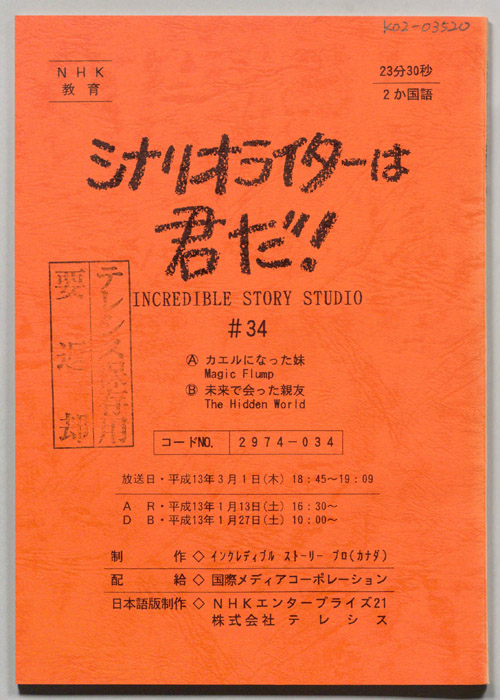 K02-03520
NHK
教育
23分30秒
2か国語
シナリオライターは
君だ!
INCREDIBLE STORY STUDIO
#34
Ⓐ カエルになった妹
Magic Flump
Ⓑ 未来で会った親友
The Hidden World
テレシス保存用
要返却
コードNO. 2974-034
放送日・平成13年3月1日(木) 18:45~19:09
A R・平成13年1月13日(土) 16:30~
D B・平成13年1月27日(土) 10:00~
制 作◇インクレディブル ストーリー プロ(カナダ)
配 給◇国際メディアコーポレーション
日本語版制作◇NHKエンタープライズ21
株式会社テレシス